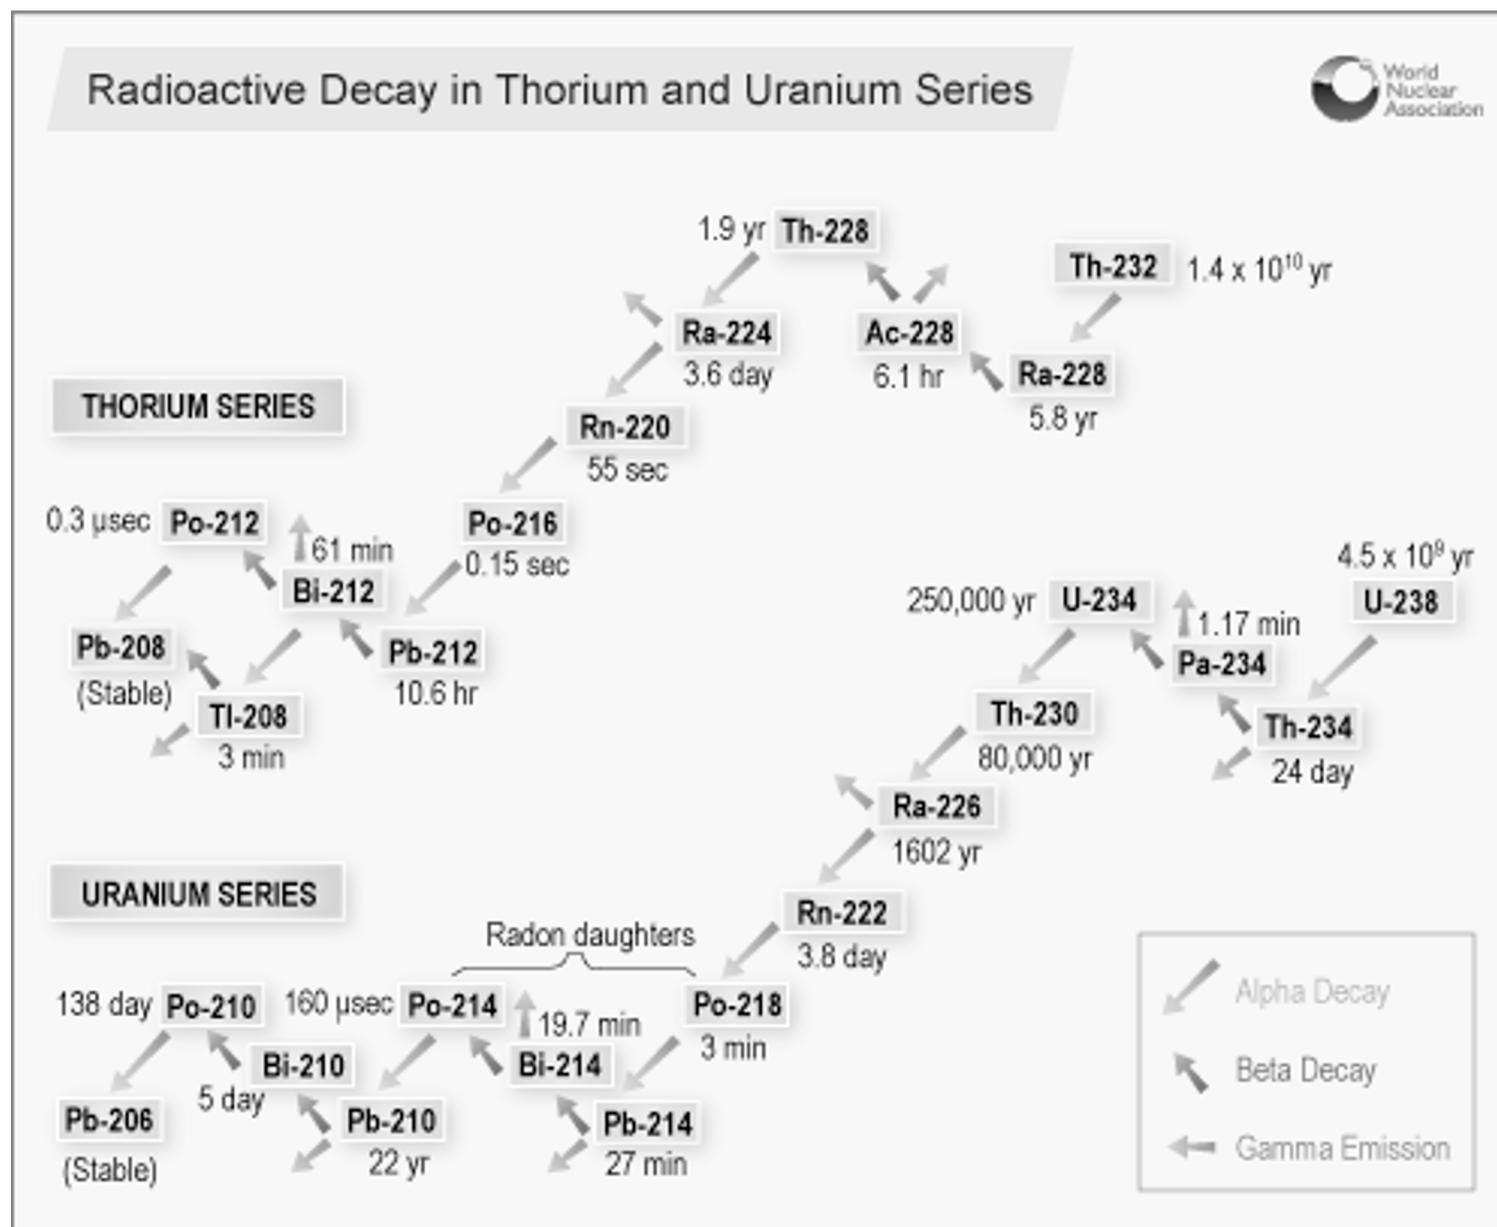 Radioactive Decay in Thorium and Uranium Series
World
Nuclear
Association
1.9 yr Th-228
Th-232 1.4 x 10¹⁰ yr
Ra-224
3.6 day
Ac-228
6.1 hr
Ra-228
5.8 yr
THORIUM SERIES
Rn-220
55 sec
0.3 µsec Po-212
61 min
Bi-212
Po-216
0.15 sec
Pb-208
(Stable)
Pb-212
10.6 hr
Tl-208
3 min
4.5 x 10⁹ yr
U-238
250,000 yr U-234
1.17 min
Pa-234
Th-230
80,000 yr
Th-234
24 day
Ra-226
1602 yr
URANIUM SERIES
Rn-222
3.8 day
Radon daughters
138 day Po-210
160 µsec Po-214
19.7 min
Po-218
3 min
Bi-210
5 day
Bi-214
Pb-206
(Stable)
Pb-210
22 yr
Pb-214
27 min
Alpha Decay
Beta Decay
Gamma Emission